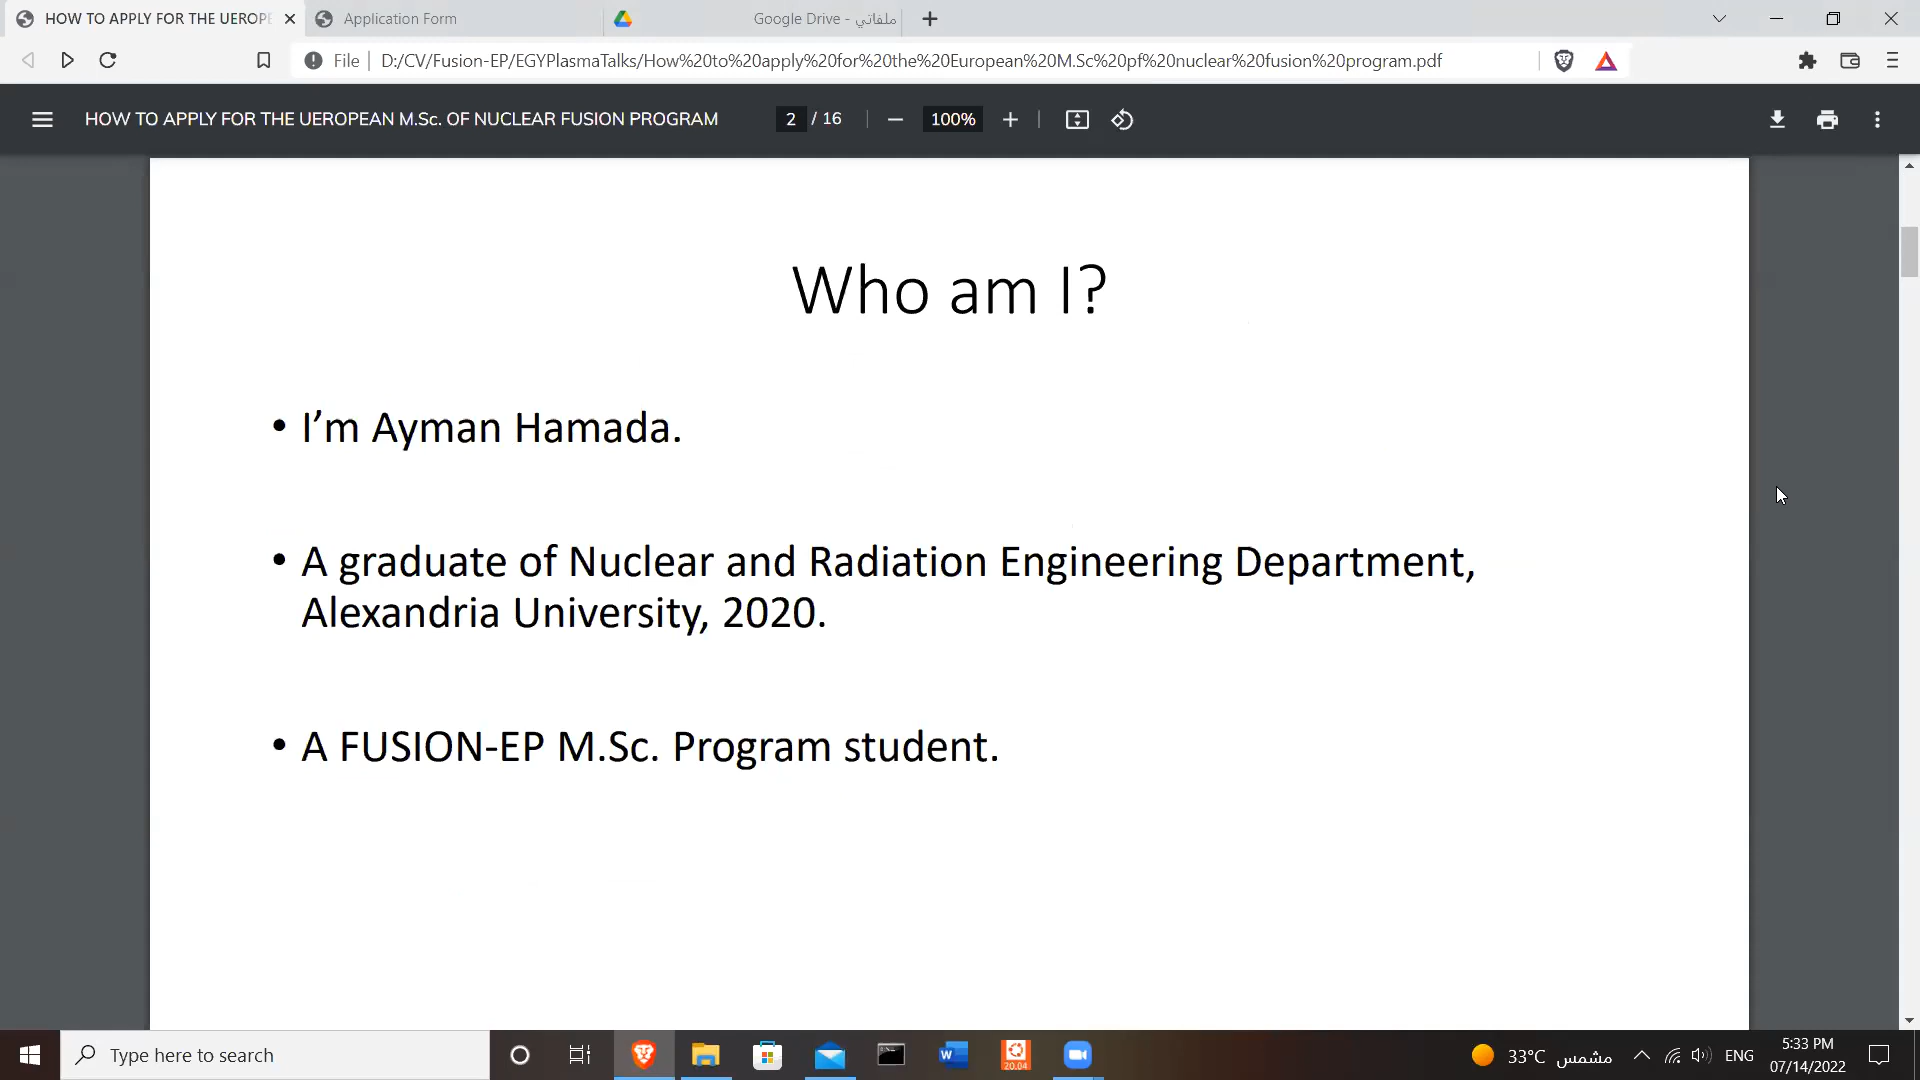 HOW TO APPLY FOR THE UEROPE
Application Form
Google Drive - ملفاتي
File
D:/CV/Fusion-EP/EGYPlasmaTalks/How%20to%20apply%20for%20the%20European%20M.Sc%20pf%20nuclear%20fusion%20program.pdf
HOW TO APPLY FOR THE UEROPEAN M.Sc. OF NUCLEAR FUSION PROGRAM
2 / 16
100%
Who am I?
• I’m Ayman Hamada.
• A graduate of Nuclear and Radiation Engineering Department,
Alexandria University, 2020.
• A FUSION-EP M.Sc. Program student.
Type here to search
W
20.04
33°C مشمس
ENG
5:33 PM
07/14/2022